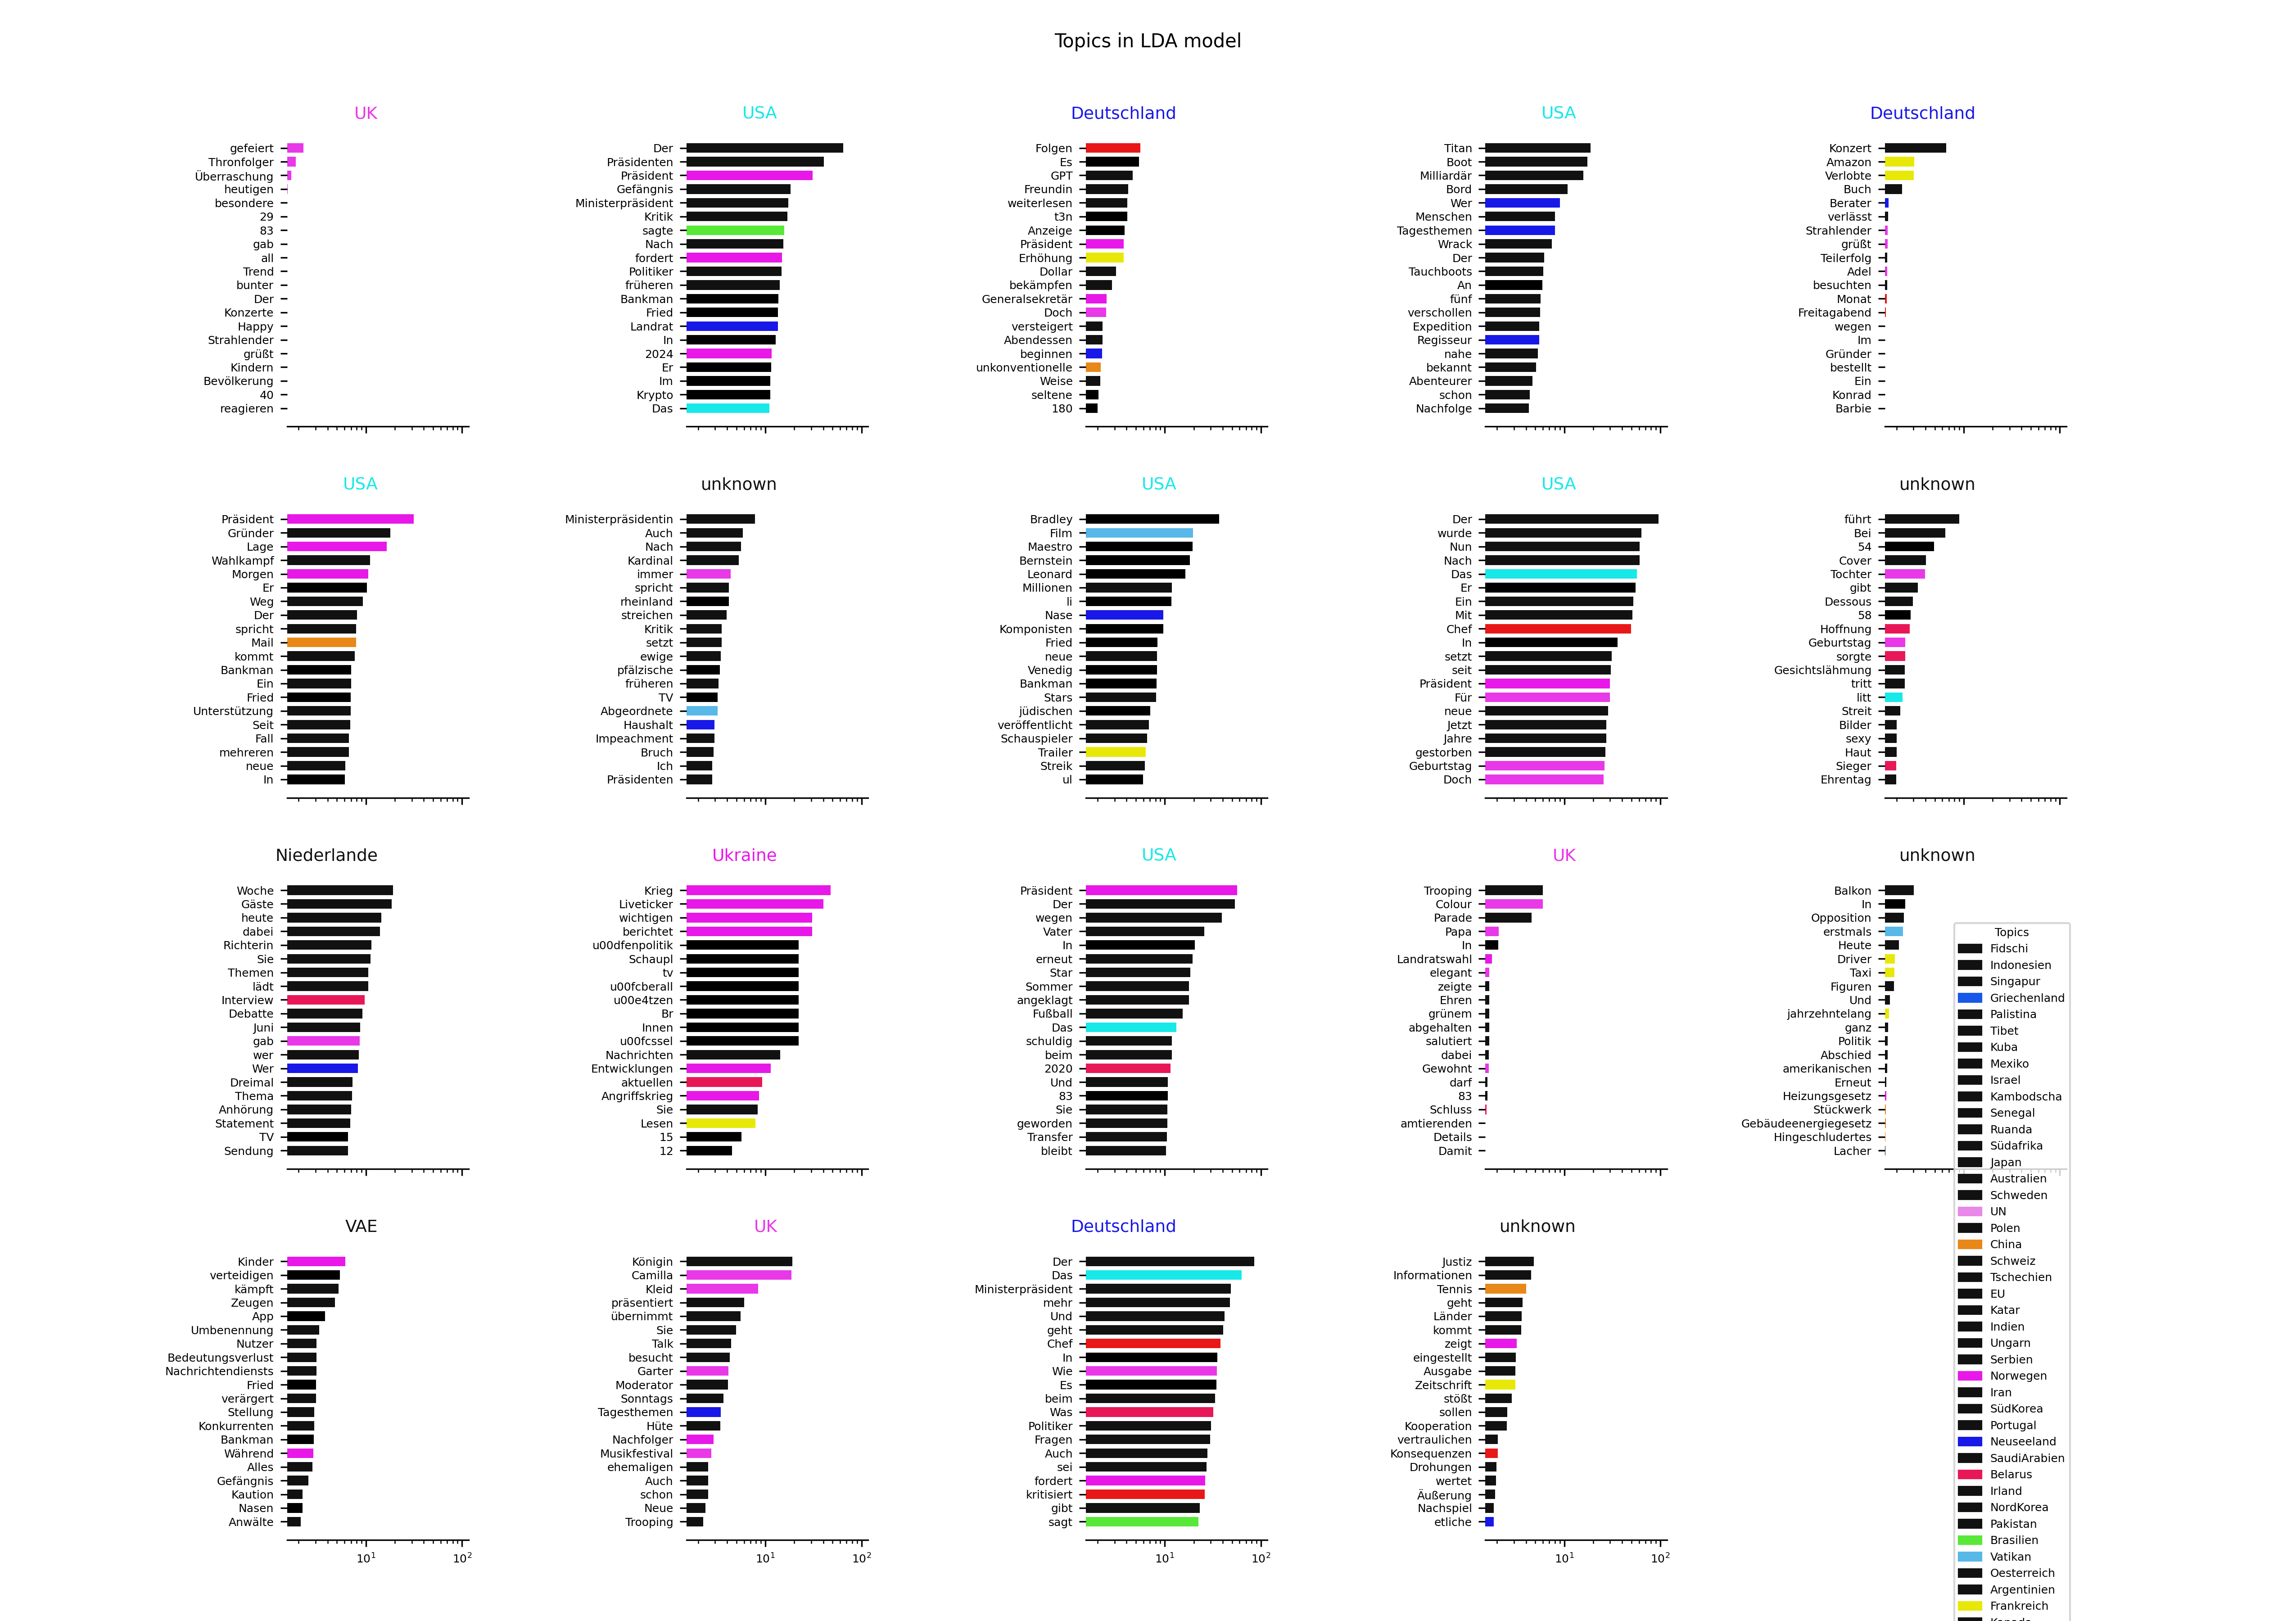 Topics in LDA model
UK
gefeiert
Thronfolger
Überraschung
heutigen
besondere
29
83
gab
all
Trend
bunter
Der
Konzerte
Happy
Strahlender
grüßt
Kindern
Bevölkerung
40
reagieren
USA
Der
Präsidenten
Präsident
Gefängnis
Ministerpräsident
Kritik
sagte
Nach
fordert
Politiker
früheren
Bankman
Fried
Landrat
In
2024
Er
Im
Krypto
Das
Deutschland
Folgen
Es
GPT
Freundin
weiterlesen
t3n
Anzeige
Präsident
Erhöhung
Dollar
bekämpfen
Generalsekretär
Doch
versteigert
Abendessen
beginnen
unkonventionelle
Weise
seltene
180
USA
Titan
Boot
Milliardär
Bord
Wer
Menschen
Tagesthemen
Wrack
Der
Tauchboots
An
fünf
verschollen
Expedition
Regisseur
nahe
bekannt
Abenteurer
schon
Nachfolge
Deutschland
Konzert
Amazon
Verlobte
Buch
Berater
verlässt
Strahlender
grüßt
Teilerfolg
Adel
besuchten
Monat
Freitagabend
wegen
Im
Gründer
bestellt
Ein
Konrad
Barbie
USA
Präsident
Gründer
Lage
Wahlkampf
Morgen
Er
Weg
Der
spricht
Mail
kommt
Bankman
Ein
Fried
Unterstützung
Seit
Fall
mehreren
neue
In
unknown
Ministerpräsidentin
Auch
Nach
Kardinal
immer
spricht
rheinland
streichen
Kritik
setzt
ewige
pfälzische
früheren
TV
Abgeordnete
Haushalt
Impeachment
Bruch
Ich
Präsidenten
USA
Bradley
Film
Maestro
Bernstein
Leonard
Millionen
li
Nase
Komponisten
Fried
neue
Venedig
Bankman
Stars
jüdischen
veröffentlicht
Schauspieler
Trailer
Streik
ul
USA
Der
wurde
Nun
Nach
Das
Er
Ein
Mit
Chef
In
setzt
seit
Präsident
Für
neue
Jetzt
Jahre
gestorben
Geburtstag
Doch
unknown
führt
Bei
54
Cover
Tochter
gibt
Dessous
58
Hoffnung
Geburtstag
sorgte
Gesichtslähmung
tritt
litt
Streit
Bilder
sexy
Haut
Sieger
Ehrentag
Niederlande
Woche
Gäste
heute
dabei
Richterin
Sie
Themen
lädt
Interview
Debatte
Juni
gab
wer
Wer
Dreimal
Thema
Anhörung
Statement
TV
Sendung
Ukraine
Krieg
Liveticker
wichtigen
berichtet
u00dfenpolitik
Schaupl
tv
u00fcberall
u00e4tzen
Br
Innen
u00fcssel
Nachrichten
Entwicklungen
aktuellen
Angriffskrieg
Sie
Lesen
15
12
USA
Präsident
Der
wegen
Vater
In
erneut
Star
Sommer
angeklagt
Fußball
Das
schuldig
beim
2020
Und
83
Sie
geworden
Transfer
bleibt
UK
Trooping
Colour
Parade
Papa
In
Landratswahl
elegant
zeigte
Ehren
grünem
abgehalten
salutiert
dabei
Gewohnt
darf
83
Schluss
amtierenden
Details
Damit
unknown
Balkon
In
Opposition
erstmals
Heute
Driver
Taxi
Figuren
Und
jahrzehntelang
ganz
Politik
Abschied
amerikanischen
Erneut
Heizungsgesetz
Stückwerk
Gebäudeenergiegesetz
Hingeschludertes
Lacher
VAE
Kinder
verteidigen
kämpft
Zeugen
App
Umbenennung
Nutzer
Bedeutungsverlust
Nachrichtendiensts
Fried
verärgert
Stellung
Konkurrenten
Bankman
Während
Alles
Gefängnis
Kaution
Nasen
Anwälte
10¹ 10²
UK
Königin
Camilla
Kleid
präsentiert
übernimmt
Sie
Talk
besucht
Garter
Moderator
Sonntags
Tagesthemen
Hüte
Nachfolger
Musikfestival
ehemaligen
Auch
schon
Neue
Trooping
10¹ 10²
Deutschland
Der
Das
Ministerpräsident
mehr
Und
geht
Chef
In
Wie
Es
beim
Was
Politiker
Fragen
Auch
sei
fordert
kritisiert
gibt
sagt
10¹ 10²
unknown
Justiz
Informationen
Tennis
geht
Länder
kommt
zeigt
eingestellt
Ausgabe
Zeitschrift
stößt
sollen
Kooperation
vertraulichen
Konsequenzen
Drohungen
wertet
Äußerung
Nachspiel
etliche
10¹ 10²
Topics
Fidschi
Indonesien
Singapur
Griechenland
Palistina
Tibet
Kuba
Mexiko
Israel
Kambodscha
Senegal
Ruanda
Südafrika
Japan
Australien
Schweden
UN
Polen
China
Schweiz
Tschechien
EU
Katar
Indien
Ungarn
Serbien
Norwegen
Iran
SüdKorea
Portugal
Neuseeland
SaudiArabien
Belarus
Irland
NordKorea
Pakistan
Brasilien
Vatikan
Oesterreich
Argentinien
Frankreich